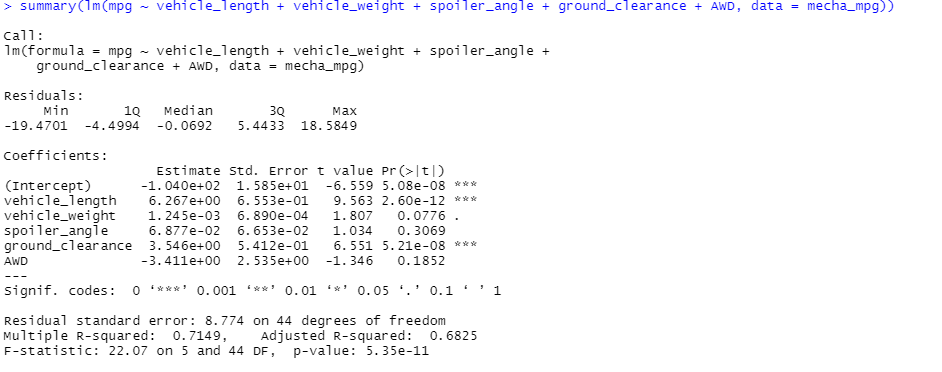 > summary(lm(mpg ~ vehicle_length + vehicle_weight + spoiler_angle + ground_clearance + AWD, data = mecha_mpg))
Call:
lm(formula = mpg ~ vehicle_length + vehicle_weight + spoiler_angle +
    ground_clearance + AWD, data = mecha_mpg)
Residuals:
     Min       1Q   Median       3Q      Max
-19.4701  -4.4994  -0.0692   5.4433  18.5849
Coefficients:
                   Estimate Std. Error t value Pr(>|t|)
(Intercept)      -1.040e+02  1.585e+01  -6.559 5.08e-08 ***
vehicle_length    6.267e+00  6.553e-01   9.563 2.60e-12 ***
vehicle_weight    1.245e-03  6.890e-04   1.807   0.0776 .
spoiler_angle     6.877e-02  6.653e-02   1.034   0.3069
ground_clearance  3.546e+00  5.412e-01   6.551 5.21e-08 ***
AWD              -3.411e+00  2.535e+00  -1.346   0.1852
---
Signif. codes:  0 ‘***’ 0.001 ‘**’ 0.01 ‘*’ 0.05 ‘.’ 0.1 ‘ ’ 1
Residual standard error: 8.774 on 44 degrees of freedom
Multiple R-squared:  0.7149,    Adjusted R-squared:  0.6825
F-statistic: 22.07 on 5 and 44 DF,  p-value: 5.35e-11